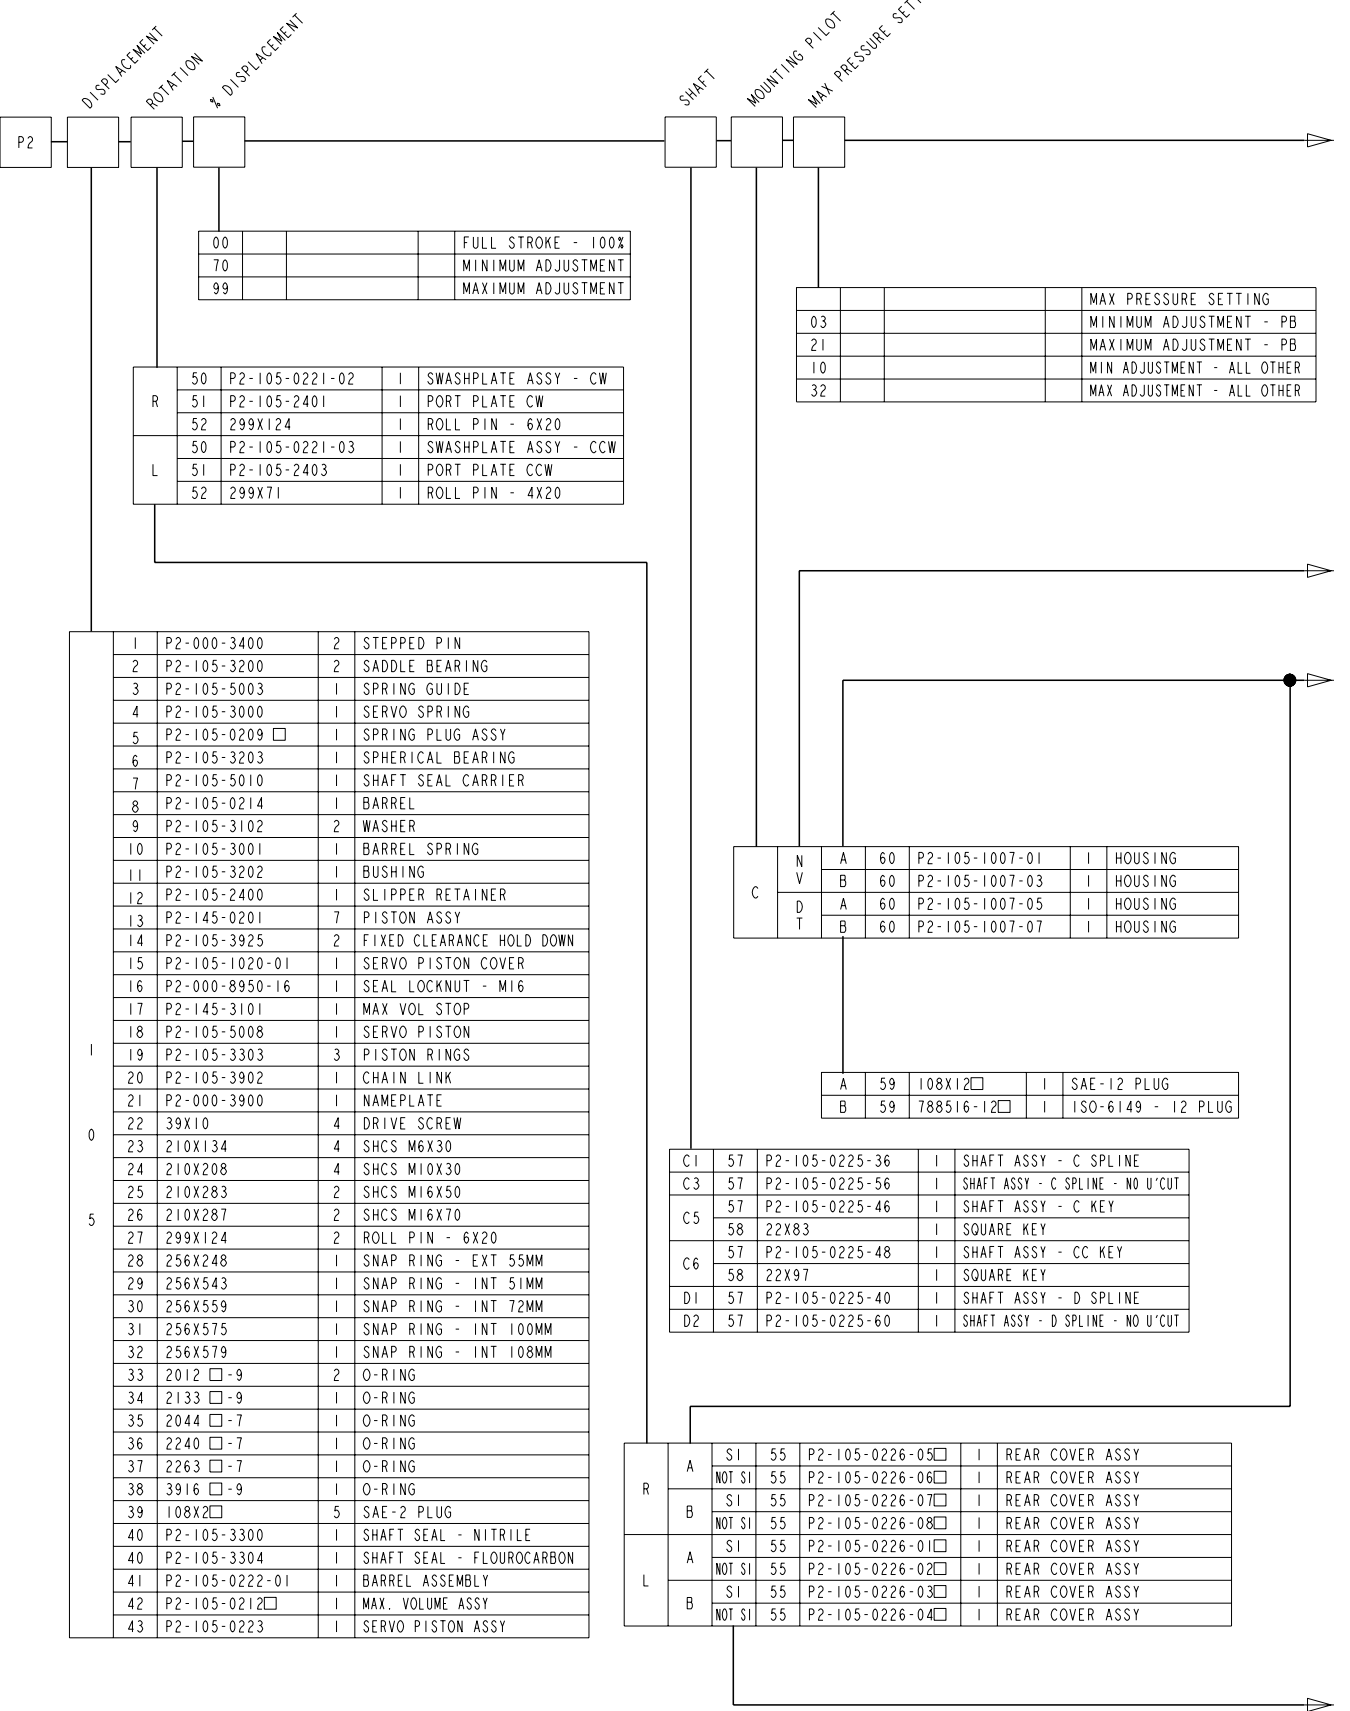 DISPLACEMENT
ROTATION
% DISPLACEMENT
SHAFT
MOUNTING PILOT
MAX PRESSURE SETT
P2
00 FULL STROKE - 100%
70 MINIMUM ADJUSTMENT
99 MAXIMUM ADJUSTMENT
MAX PRESSURE SETTING
03 MINIMUM ADJUSTMENT - PB
21 MAXIMUM ADJUSTMENT - PB
10 MIN ADJUSTMENT - ALL OTHER
32 MAX ADJUSTMENT - ALL OTHER
R
50 P2-105-0221-02 1 SWASHPLATE ASSY - CW
51 P2-105-2401 1 PORT PLATE CW
52 299X124 1 ROLL PIN - 6X20
L
50 P2-105-0221-03 1 SWASHPLATE ASSY - CCW
51 P2-105-2403 1 PORT PLATE CCW
52 299X71 1 ROLL PIN - 4X20
105
1 P2-000-3400 2 STEPPED PIN
2 P2-105-3200 2 SADDLE BEARING
3 P2-105-5003 1 SPRING GUIDE
4 P2-105-3000 1 SERVO SPRING
5 P2-105-0209 □ 1 SPRING PLUG ASSY
6 P2-105-3203 1 SPHERICAL BEARING
7 P2-105-5010 1 SHAFT SEAL CARRIER
8 P2-105-0214 1 BARREL
9 P2-105-3102 2 WASHER
10 P2-105-3001 1 BARREL SPRING
11 P2-105-3202 1 BUSHING
12 P2-105-2400 1 SLIPPER RETAINER
13 P2-145-0201 7 PISTON ASSY
14 P2-105-3925 2 FIXED CLEARANCE HOLD DOWN
15 P2-105-1020-01 1 SERVO PISTON COVER
16 P2-000-8950-16 1 SEAL LOCKNUT - M16
17 P2-145-3101 1 MAX VOL STOP
18 P2-105-5008 1 SERVO PISTON
19 P2-105-3303 3 PISTON RINGS
20 P2-105-3902 1 CHAIN LINK
21 P2-000-3900 1 NAMEPLATE
22 39X10 4 DRIVE SCREW
23 210X134 4 SHCS M6X30
24 210X208 4 SHCS M10X30
25 210X283 2 SHCS M16X50
26 210X287 2 SHCS M16X70
27 299X124 2 ROLL PIN - 6X20
28 256X248 1 SNAP RING - EXT 55MM
29 256X543 1 SNAP RING - INT 51MM
30 256X559 1 SNAP RING - INT 72MM
31 256X575 1 SNAP RING - INT 100MM
32 256X579 1 SNAP RING - INT 108MM
33 2012 □ -9 2 O-RING
34 2133 □ -9 1 O-RING
35 2044 □ -7 1 O-RING
36 2240 □ -7 1 O-RING
37 2263 □ -7 1 O-RING
38 3916 □ -9 1 O-RING
39 108X2□ 5 SAE-2 PLUG
40 P2-105-3300 1 SHAFT SEAL - NITRILE
40 P2-105-3304 1 SHAFT SEAL - FLOUROCARBON
41 P2-105-0222-01 1 BARREL ASSEMBLY
42 P2-105-0212□ 1 MAX. VOLUME ASSY
43 P2-105-0223 1 SERVO PISTON ASSY
C
NV
A 60 P2-105-1007-01 1 HOUSING
B 60 P2-105-1007-03 1 HOUSING
DT
A 60 P2-105-1007-05 1 HOUSING
B 60 P2-105-1007-07 1 HOUSING
A 59 108X12□ 1 SAE-12 PLUG
B 59 788516-12□ 1 ISO-6149 - 12 PLUG
C1 57 P2-105-0225-36 1 SHAFT ASSY - C SPLINE
C3 57 P2-105-0225-56 1 SHAFT ASSY - C SPLINE - NO U'CUT
C5
57 P2-105-0225-46 1 SHAFT ASSY - C KEY
58 22X83 1 SQUARE KEY
C6
57 P2-105-0225-48 1 SHAFT ASSY - CC KEY
58 22X97 1 SQUARE KEY
D1 57 P2-105-0225-40 1 SHAFT ASSY - D SPLINE
D2 57 P2-105-0225-60 1 SHAFT ASSY - D SPLINE - NO U'CUT
R
A
S1 55 P2-105-0226-05□ 1 REAR COVER ASSY
NOT S1 55 P2-105-0226-06□ 1 REAR COVER ASSY
B
S1 55 P2-105-0226-07□ 1 REAR COVER ASSY
NOT S1 55 P2-105-0226-08□ 1 REAR COVER ASSY
L
A
S1 55 P2-105-0226-01□ 1 REAR COVER ASSY
NOT S1 55 P2-105-0226-02□ 1 REAR COVER ASSY
B
S1 55 P2-105-0226-03□ 1 REAR COVER ASSY
NOT S1 55 P2-105-0226-04□ 1 REAR COVER ASSY